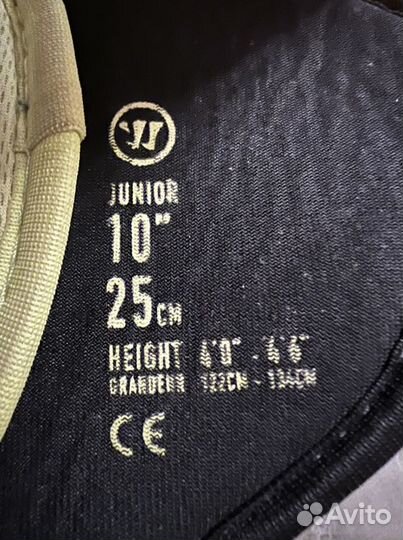 JUNIOR
10"
25CM
HEIGHT 4'0" - 4'6"
GRANDEUR 122CM - 134CM
CE
Avito